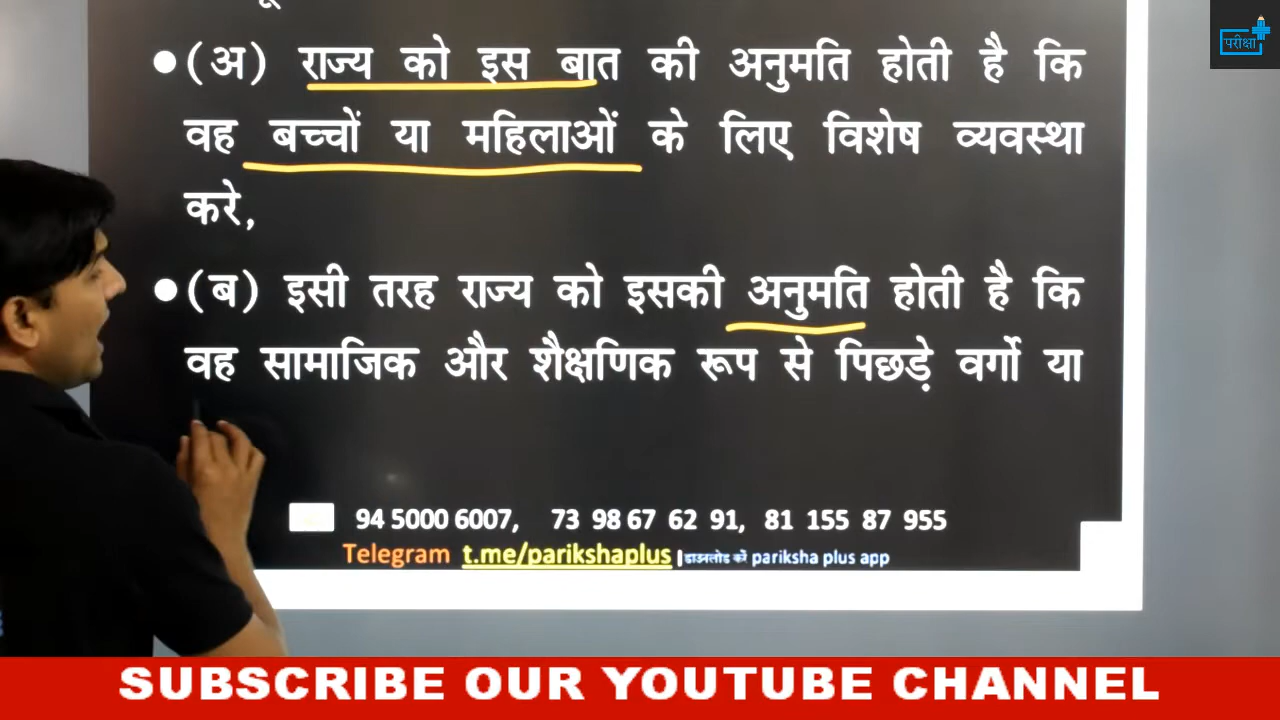 परीक्षा
● (अ) राज्य को इस बात की अनुमति होती है कि
वह बच्चों या महिलाओं के लिए विशेष व्यवस्था
करे,
● (ब) इसी तरह राज्य को इसकी अनुमति होती है कि
वह सामाजिक और शैक्षणिक रूप से पिछड़े वर्गो या
94 5000 6007, 73 98 67 62 91, 81 155 87 955
Telegram t.me/parikshaplus |डाउनलोड करें pariksha plus app
SUBSCRIBE OUR YOUTUBE CHANNEL